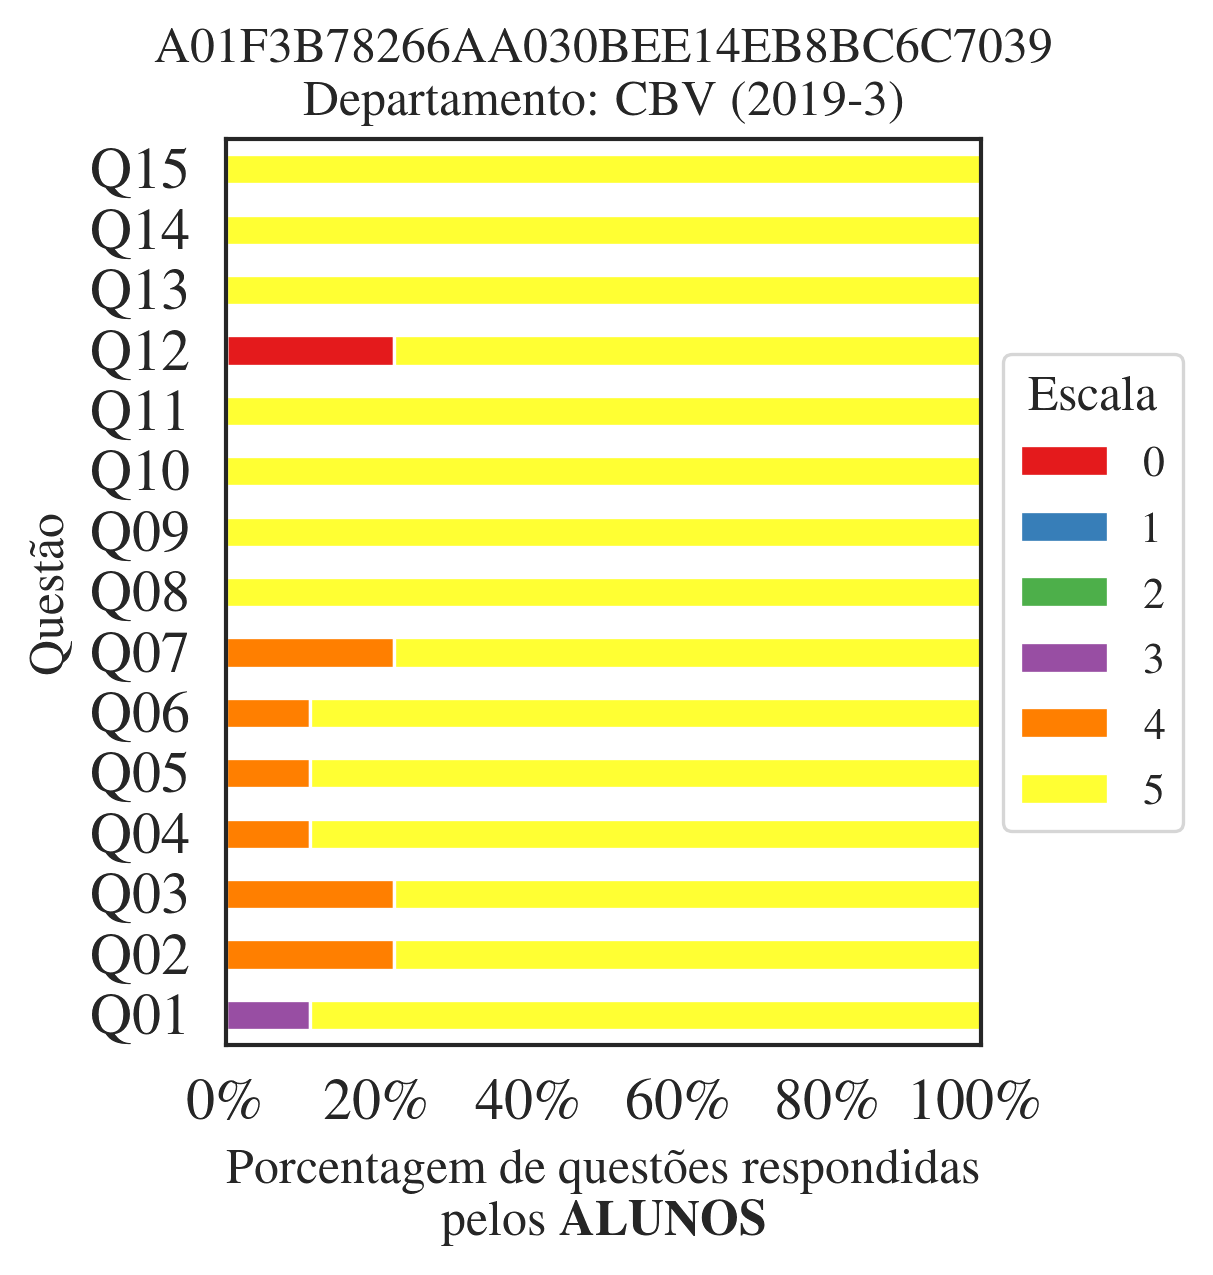 A01F3B78266AA030BEE14EB8BC6C7039
Departamento: CBV (2019-3)
Questão
Q15
Q14
Q13
Q12
Q11
Q10
Q09
Q08
Q07
Q06
Q05
Q04
Q03
Q02
Q01
0% 20% 40% 60% 80% 100%
Porcentagem de questões respondidas
pelos ALUNOS
Escala
0
1
2
3
4
5